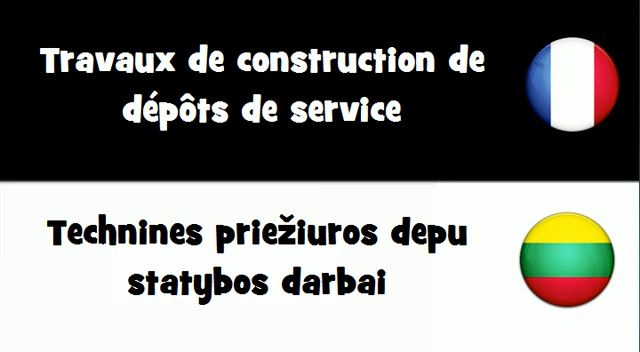 Travaux de construction de
dépôts de service
Technines priežiuros depu
statybos darbai